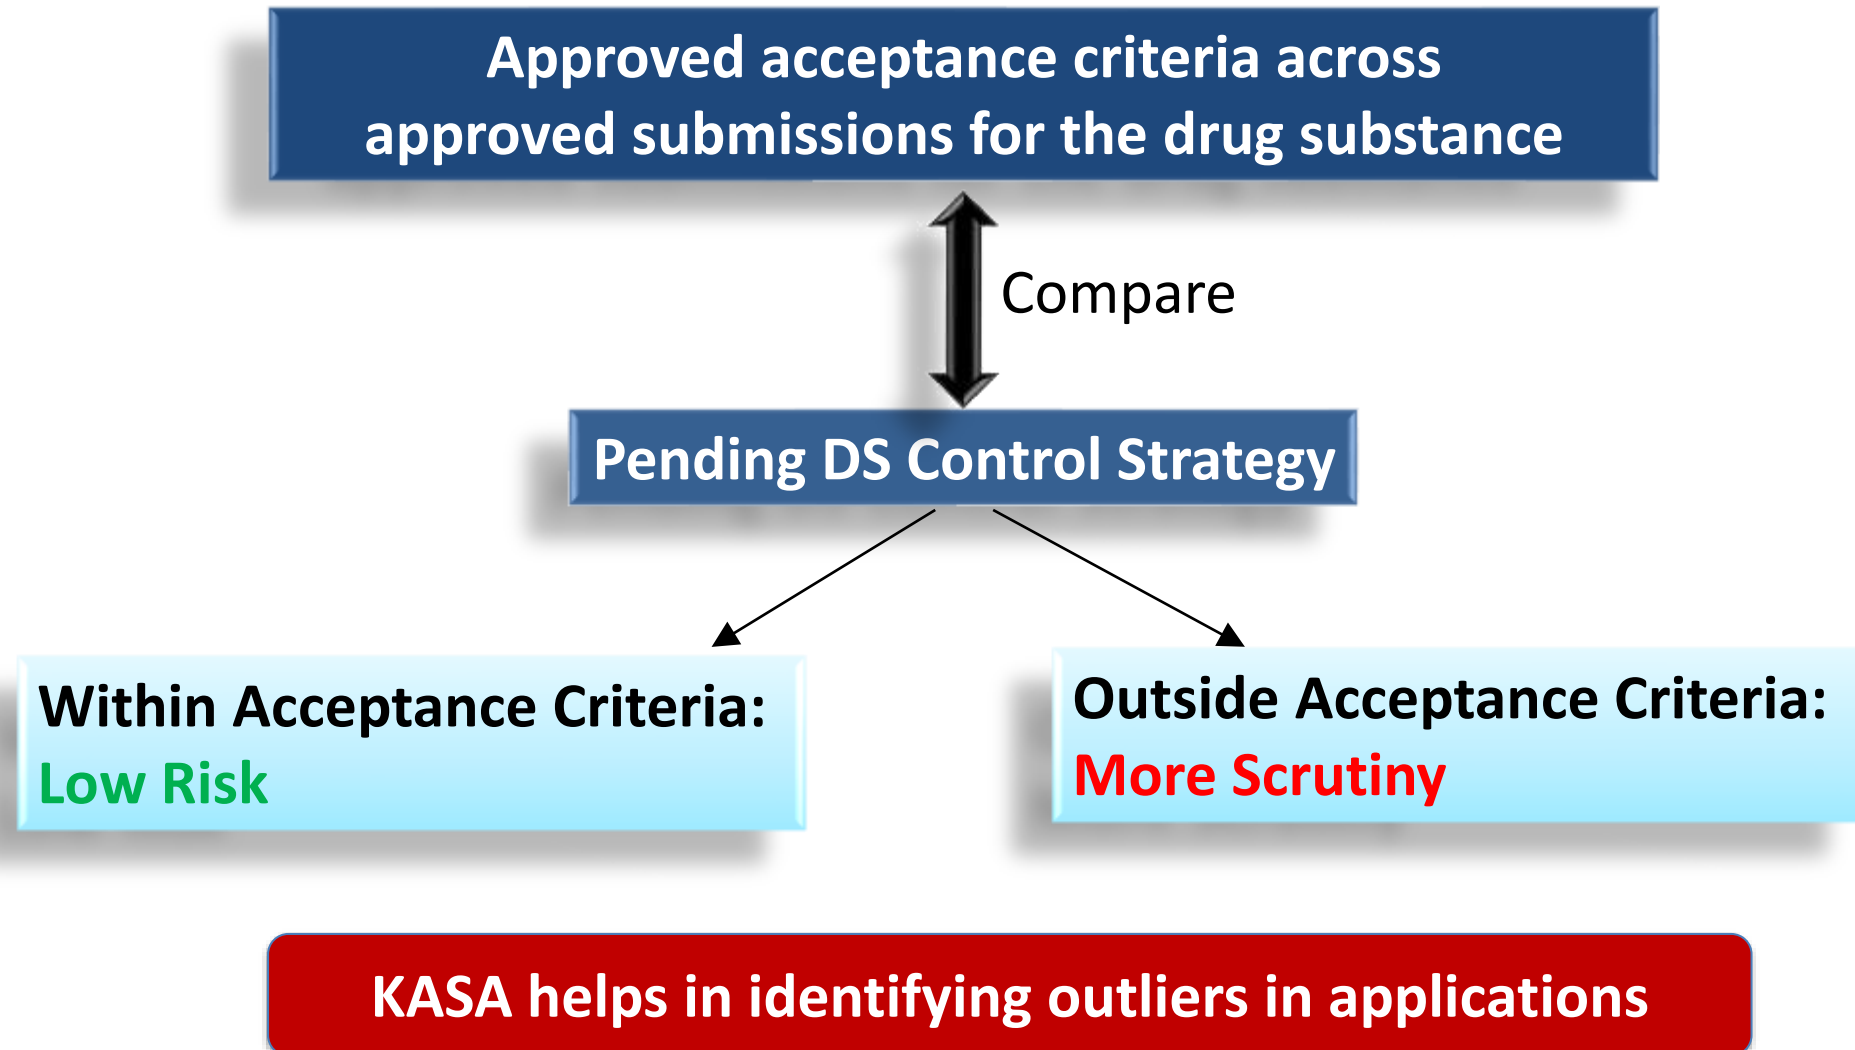 Approved acceptance criteria across
approved submissions for the drug substance
Compare
Pending DS Control Strategy
Within Acceptance Criteria:
Low Risk
Outside Acceptance Criteria:
More Scrutiny
KASA helps in identifying outliers in applications